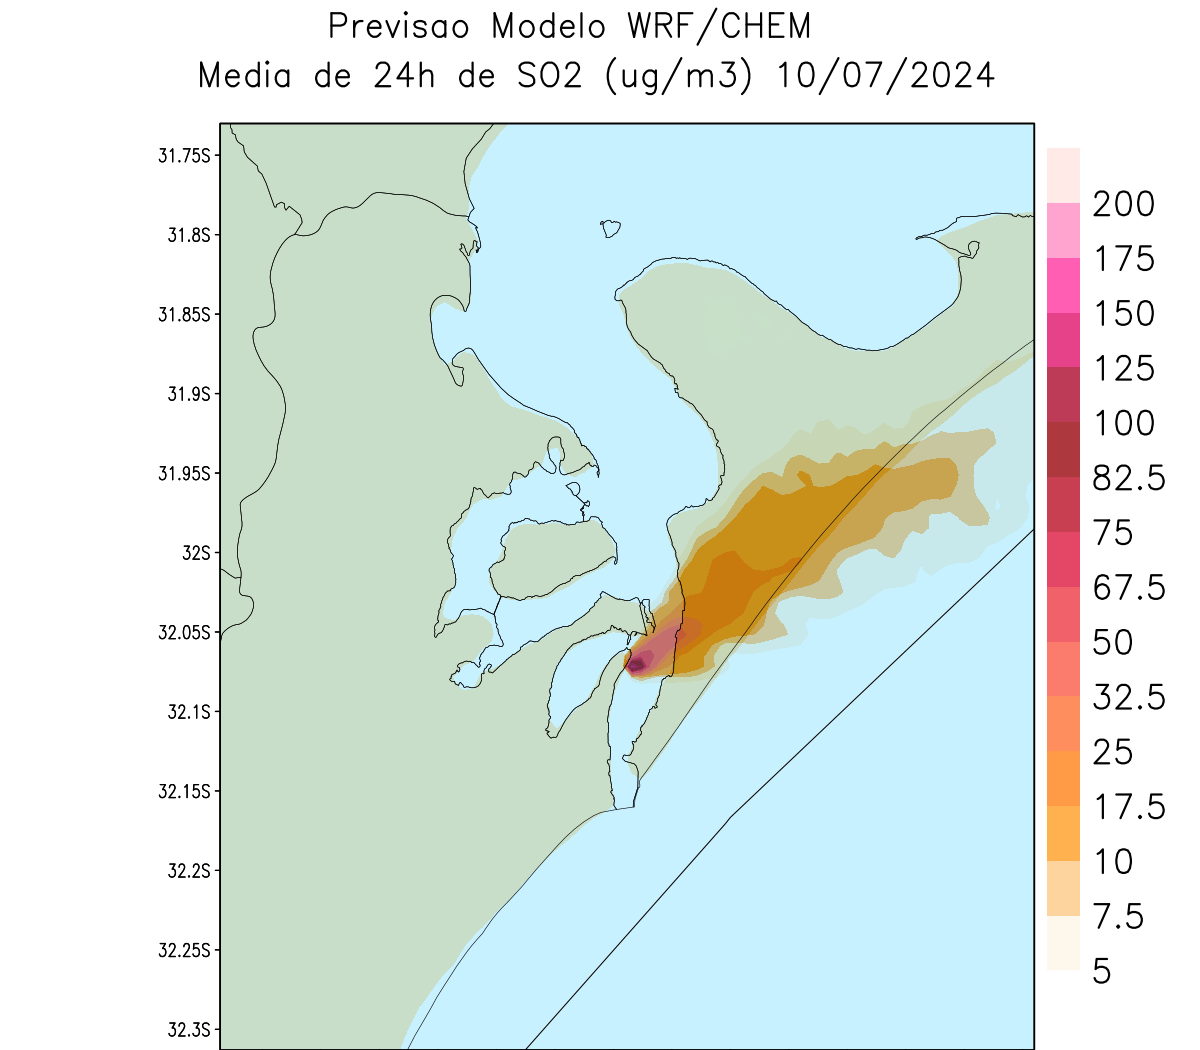 Previsao Modelo WRF/CHEM
Media de 24h de SO2 (ug/m3) 10/07/2024
31.75S
31.8S
31.85S
31.9S
31.95S
32S
32.05S
32.1S
32.15S
32.2S
32.25S
32.3S
200
175
150
125
100
82.5
75
67.5
50
32.5
25
17.5
10
7.5
5